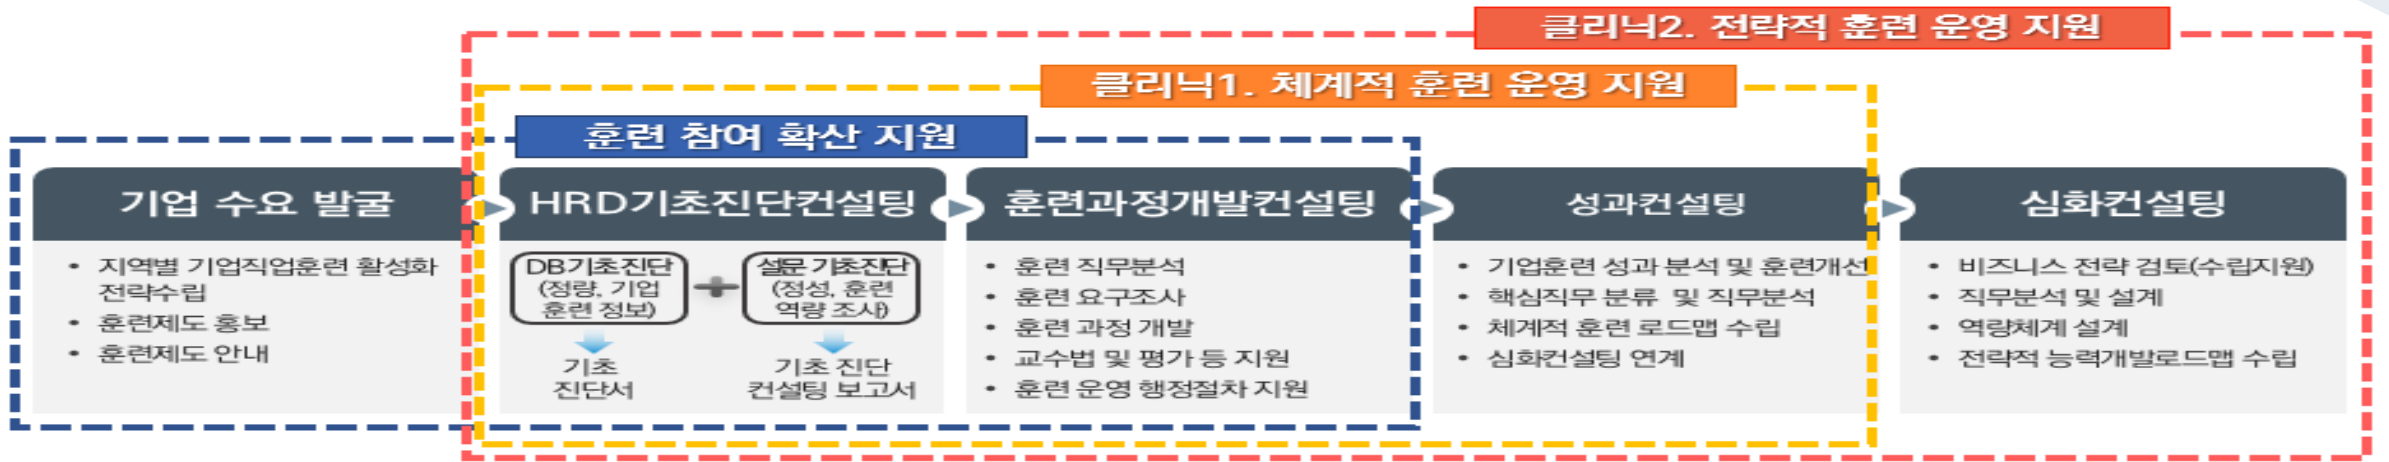 클리닉2. 전략적 훈련 운영 지원
클리닉1. 체계적 훈련 운영 지원
훈련 참여 확산 지원
기업 수요 발굴
• 지역별 기업직업훈련 활성화
전략수립
• 훈련제도 홍보
• 훈련제도 안내
HRD기초진단컨설팅
DB기초진단
(정량, 기업
훈련 정보)
+
설문 기초진단
(정성, 훈련
역량 조사)
기초
진단서
기초 진단
컨설팅 보고서
훈련과정개발컨설팅
• 훈련 직무분석
• 훈련 요구조사
• 훈련 과정 개발
• 교수법 및 평가 등 지원
• 훈련 운영 행정절차 지원
성과컨설팅
• 기업훈련 성과 분석 및 훈련개선
• 핵심직무 분류 및 직무분석
• 체계적 훈련 로드맵 수립
• 심화컨설팅 연계
심화컨설팅
• 비즈니스 전략 검토(수립지원)
• 직무분석 및 설계
• 역량체계 설계
• 전략적 능력개발로드맵 수립